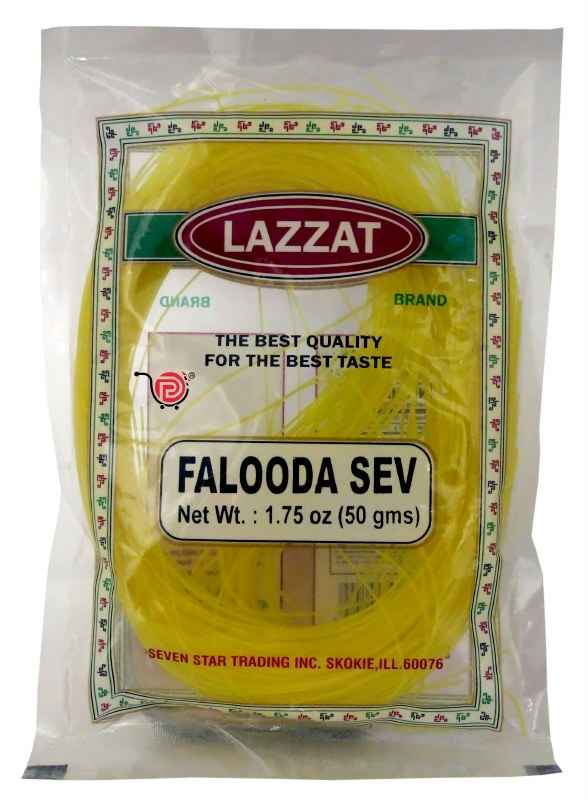 LAZZAT
BRAND
BRAND
THE BEST QUALITY
FOR THE BEST TASTE
FALOODA SEV
Net Wt. : 1.75 oz (50 gms)
SEVEN STAR TRADING INC. SKOKIE,ILL.60076